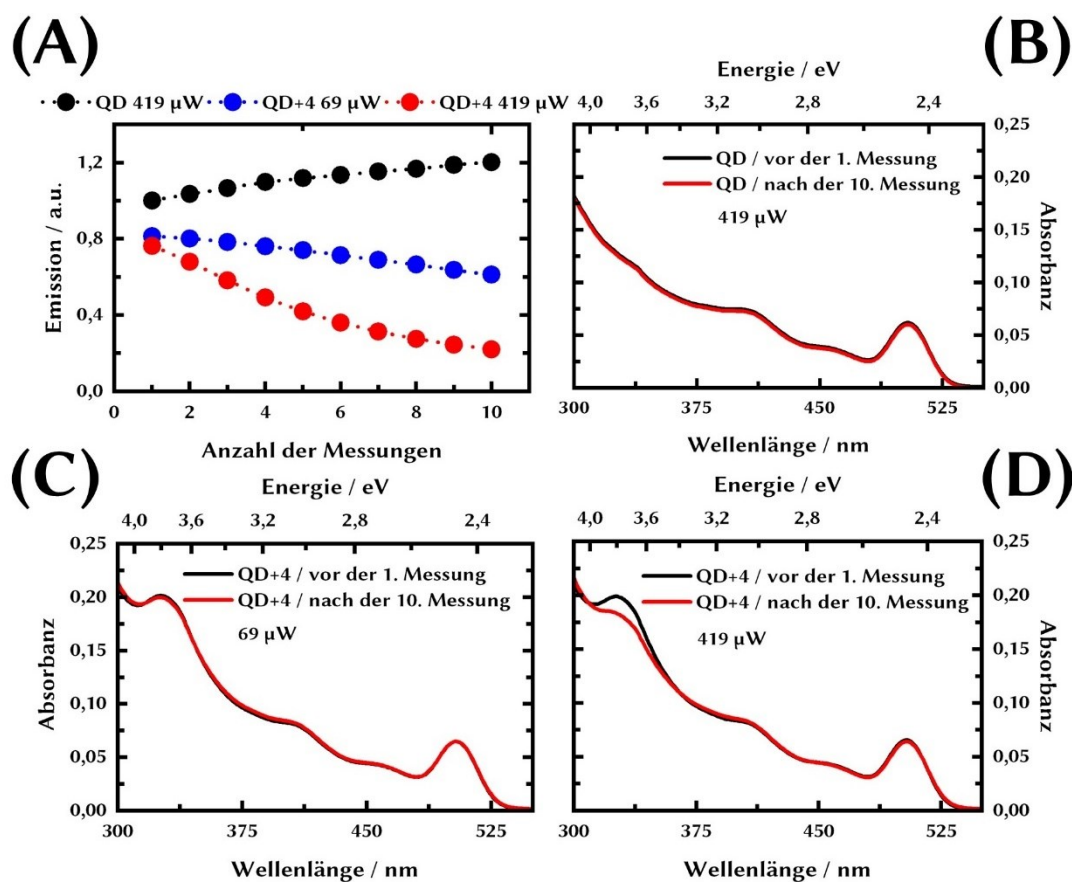 (A)
QD 419 µW QD+4 69 µW QD+4 419 µW
Emission / a.u.
1,2
0,8
0,4
0,0
0 2 4 6 8 10
Anzahl der Messungen
(B)
Energie / eV
4,0 3,6 3,2 2,8 2,4
QD / vor der 1. Messung
QD / nach der 10. Messung
419 µW
0,25
0,20
0,15
0,10
0,05
0,00
Absorbanz
300 375 450 525
Wellenlänge / nm
(C)
Energie / eV
4,0 3,6 3,2 2,8 2,4
Absorbanz
0,25
0,20
0,15
0,10
0,05
0,00
QD+4 / vor der 1. Messung
QD+4 / nach der 10. Messung
69 µW
300 375 450 525
Wellenlänge / nm
(D)
Energie / eV
4,0 3,6 3,2 2,8 2,4
QD+4 / vor der 1. Messung
QD+4 / nach der 10. Messung
419 µW
0,25
0,20
0,15
0,10
0,05
0,00
Absorbanz
300 375 450 525
Wellenlänge / nm